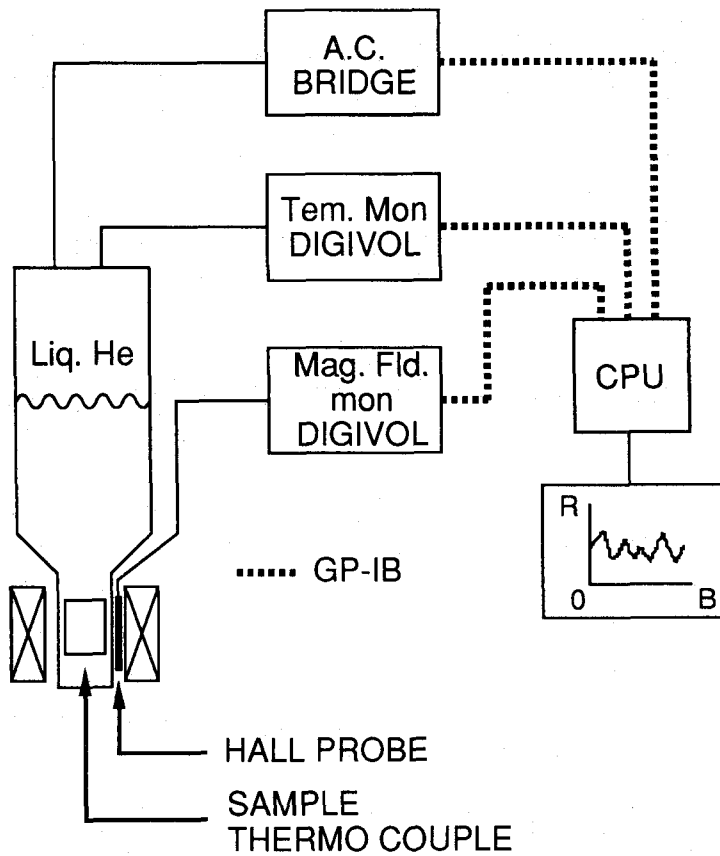 A.C.
BRIDGE
Tem. Mon
DIGIVOL
Liq. He
Mag. Fld.
mon
DIGIVOL
CPU
R
0
B
GP-IB
HALL PROBE
SAMPLE
THERMO COUPLE